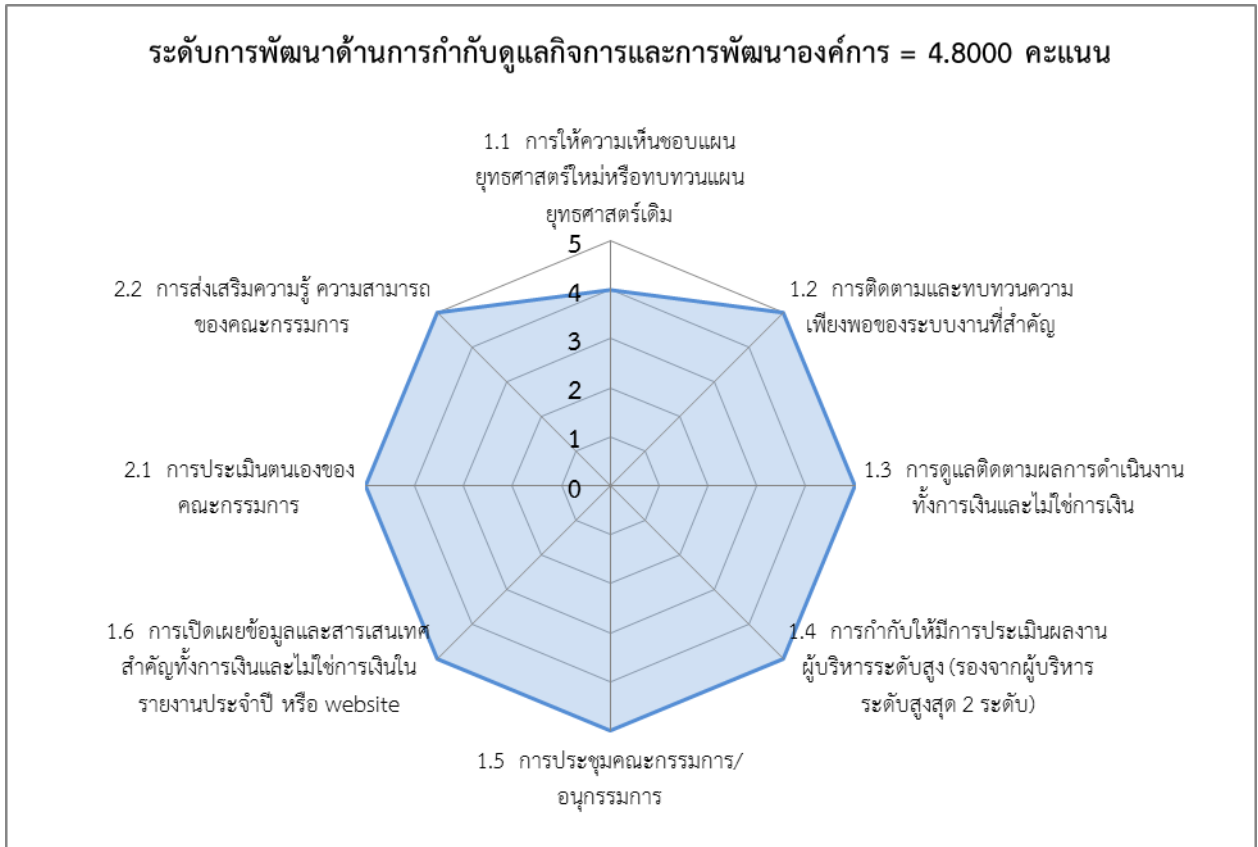 ระดับการพัฒนาด้านการกำกับดูแลกิจการและการพัฒนาองค์การ = 4.8000 คะแนน
1.1 การให้ความเห็นชอบแผน
ยุทธศาสตร์ใหม่หรือทบทวนแผน
ยุทธศาสตร์เดิม
5
4
3
2
1
0
1.2 การติดตามและทบทวนความ
เพียงพอของระบบงานที่สำคัญ
1.3 การดูแลติดตามผลการดำเนินงาน
ทั้งการเงินและไม่ใช่การเงิน
1.4 การกำกับให้มีการประเมินผลงาน
ผู้บริหารระดับสูง (รองจากผู้บริหาร
ระดับสูงสุด 2 ระดับ)
1.5 การประชุมคณะกรรมการ/
อนุกรรมการ
1.6 การเปิดเผยข้อมูลและสารเสนเทศ
สำคัญทั้งการเงินและไม่ใช่การเงินใน
รายงานประจำปี หรือ website
2.1 การประเมินตนเองของ
คณะกรรมการ
2.2 การส่งเสริมความรู้ ความสามารถ
ของคณะกรรมการ